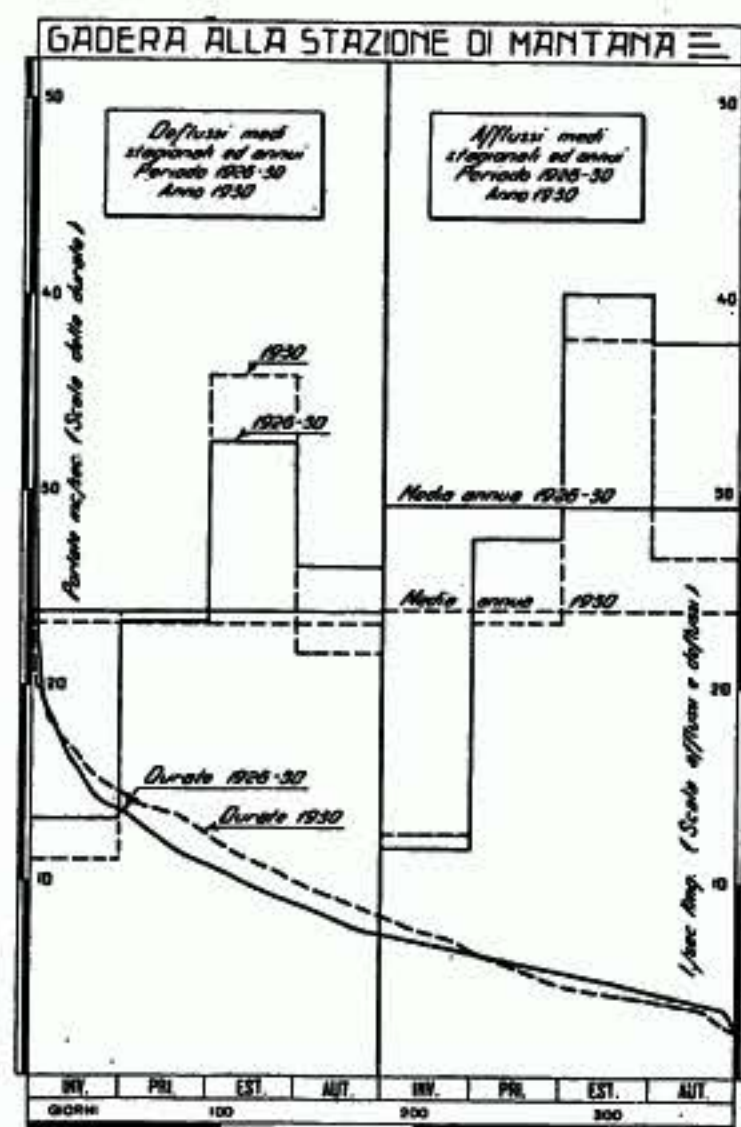 GADERA ALLA STAZIONE DI MANTANA
50
50
Deflussi medi
stagionali ed annui
Periodo 1926-30
Anno 1930
Afflussi medi
stagionali ed annui
Periodo 1926-30
Anno 1930
Portate mc/sec. (Scala delle durate)
40
40
1930
1926-30
30
Media annua 1926-30
30
Media annua 1930
20
20
Durate 1926-30
Durate 1930
10
10
l/sec Kmq. (Scala afflussi e deflussi)
INV. PRI. EST. AUT. INV. PRI. EST. AUT.
GIORNI 100 200 300